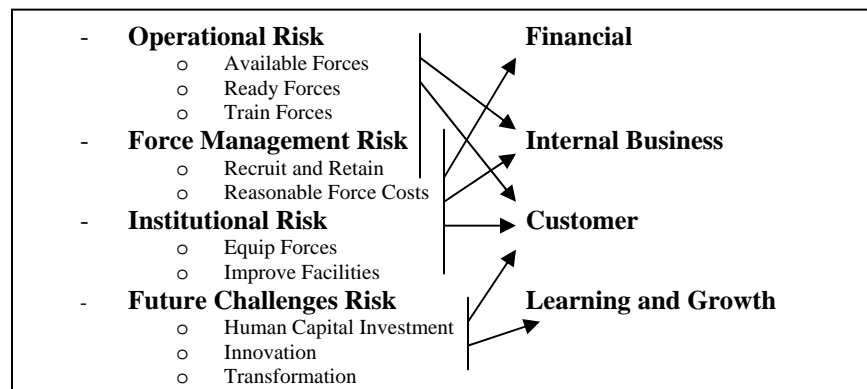 - Operational Risk Financial
o Available Forces
o Ready Forces
o Train Forces
- Force Management Risk Internal Business
o Recruit and Retain
o Reasonable Force Costs
- Institutional Risk Customer
o Equip Forces
o Improve Facilities
- Future Challenges Risk Learning and Growth
o Human Capital Investment
o Innovation
o Transformation